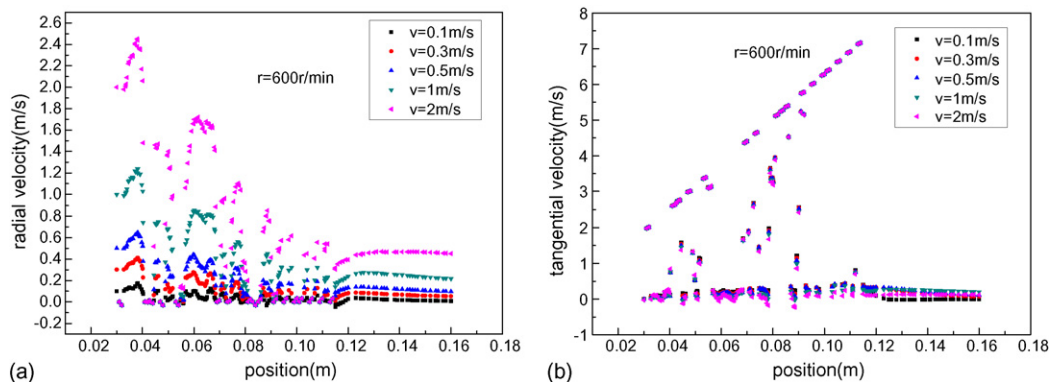 2.6
2.4
2.2
2.0
1.8
1.6
1.4
1.2
1.0
0.8
0.6
0.4
0.2
0.0
-0.2
radial velocity(m/s)
r=600r/min
v=0.1m/s
v=0.3m/s
v=0.5m/s
v=1m/s
v=2m/s
0.02 0.04 0.06 0.08 0.10 0.12 0.14 0.16 0.18
position(m)
(a)
8
7
6
5
4
3
2
1
0
-1
tangential velocity(m/s)
r=600r/min
v=0.1m/s
v=0.3m/s
v=0.5m/s
v=1m/s
v=2m/s
0.02 0.04 0.06 0.08 0.10 0.12 0.14 0.16 0.18
position(m)
(b)